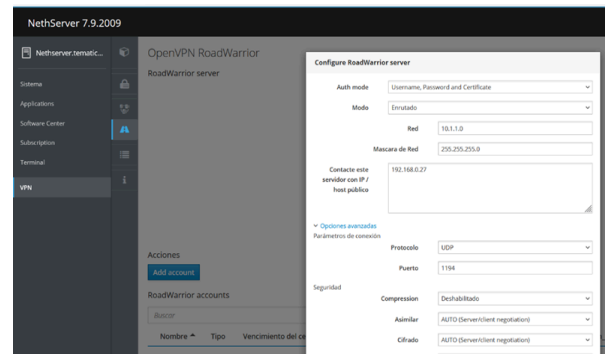 NethServer 7.9.2009
Nethserver.tematic...
Sistema
Applications
Software Center
Subscription
Terminal
VPN
OpenVPN RoadWarrior
RoadWarrior server
Acciones
Add account
RoadWarrior accounts
Buscar
Nombre Tipo Vencimiento del ce
Configure RoadWarrior server
Auth mode Username, Password and Certificate
Modo Enrutado
Red 10.1.1.0
Mascara de Red 255.255.255.0
Contacte este
servidor con IP /
host público
192.168.0.27
Opciones avanzadas
Parámetros de conexión
Protocolo UDP
Puerto 1194
Seguridad
Compression Deshabilitado
Asimilar AUTO (Server/client negotiation)
Cifrado AUTO (Server/client negotiation)